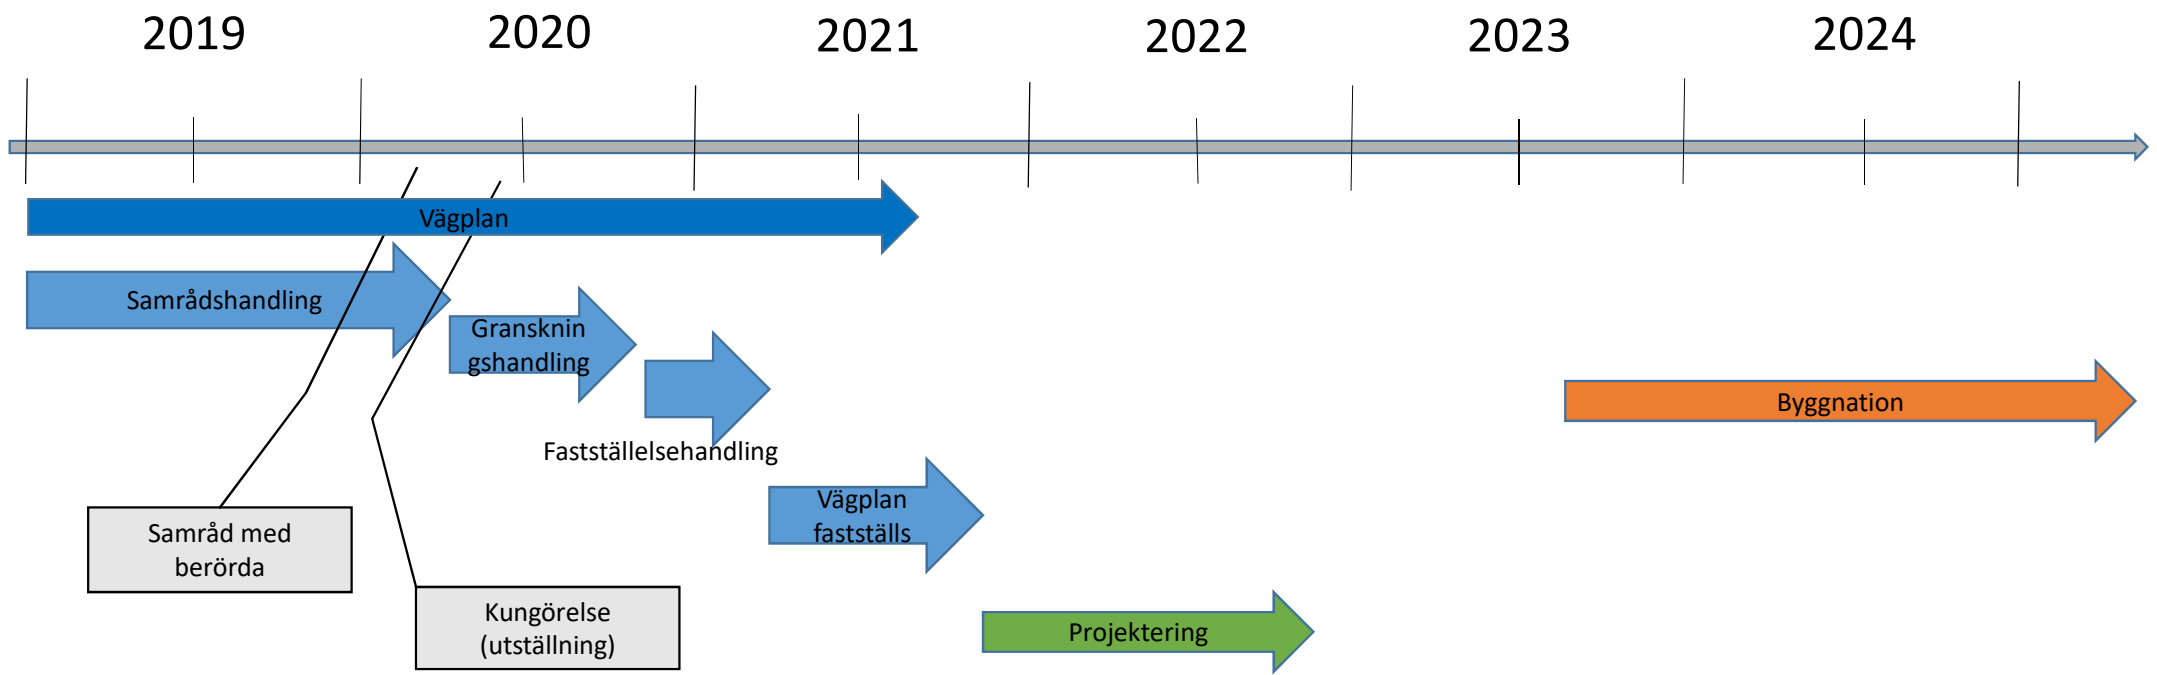 2019
2020
2021
2022
2023
2024
Vägplan
Samrådshandling
Gransknin
gshandling
Byggnation
Fastställelsehandling
Vägplan
fastställs
Samråd med
berörda
Kungörelse
(utställning)
Projektering